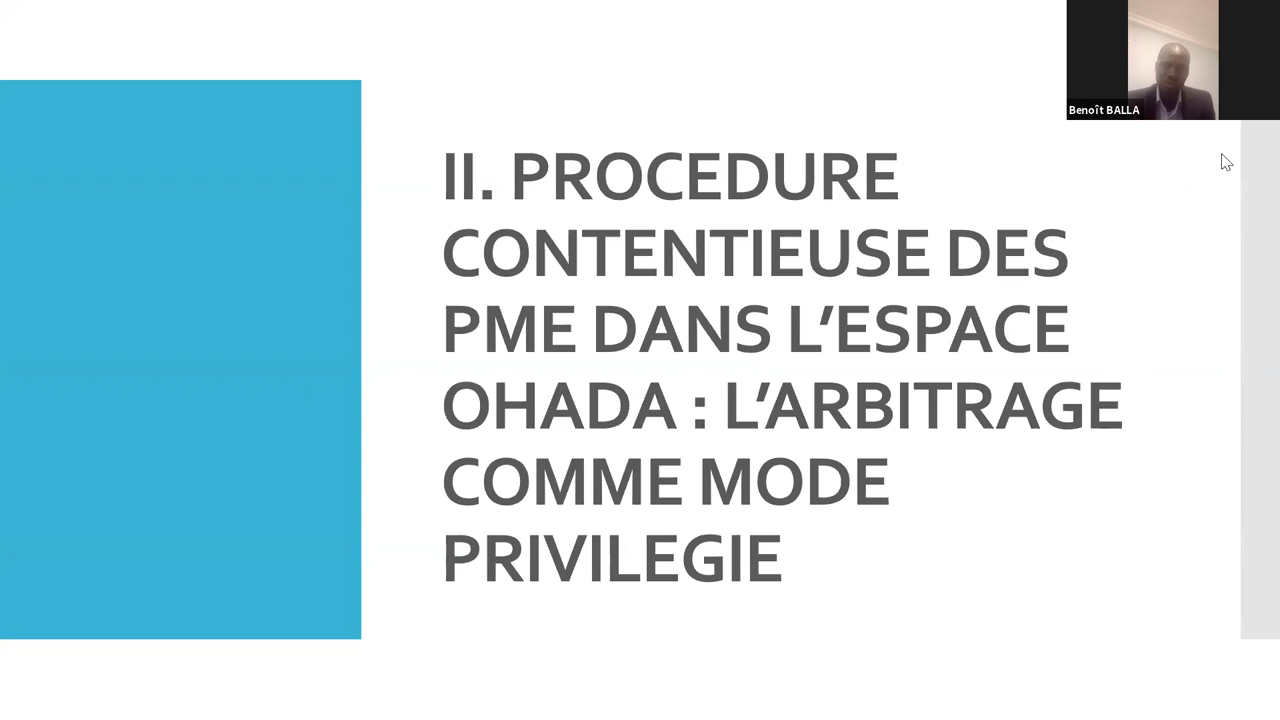 Benoît BALLA
II. PROCEDURE
CONTENTIEUSE DES
PME DANS L’ESPACE
OHADA : L’ARBITRAGE
COMME MODE
PRIVILEGIE